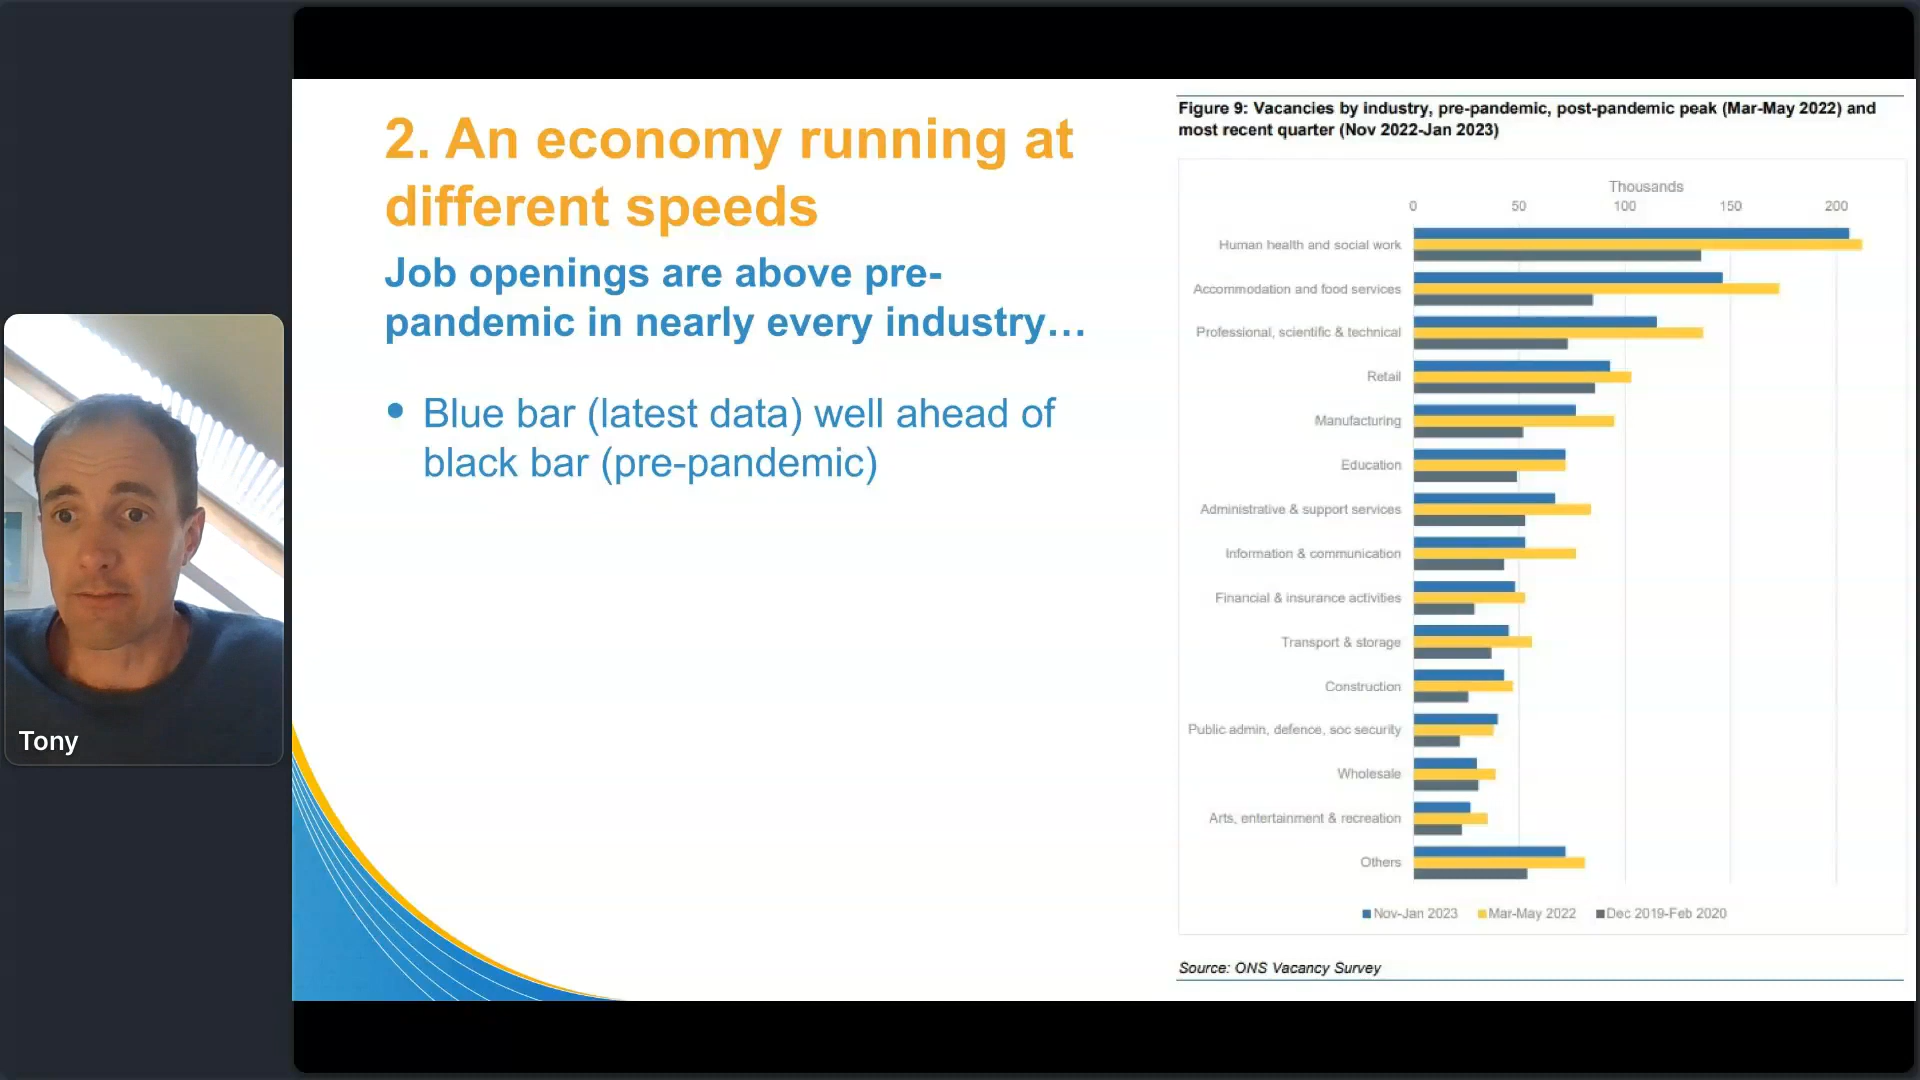 2. An economy running at
different speeds
Job openings are above pre-
pandemic in nearly every industry…
• Blue bar (latest data) well ahead of
black bar (pre-pandemic)
Tony
Figure 9: Vacancies by industry, pre-pandemic, post-pandemic peak (Mar-May 2022) and
most recent quarter (Nov 2022-Jan 2023)
Thousands
0 50 100 150 200
Human health and social work
Accommodation and food services
Professional, scientific & technical
Retail
Manufacturing
Education
Administrative & support services
Information & communication
Financial & insurance activities
Transport & storage
Construction
Public admin, defence, soc security
Wholesale
Arts, entertainment & recreation
Others
Nov-Jan 2023 Mar-May 2022 Dec 2019-Feb 2020
Source: ONS Vacancy Survey